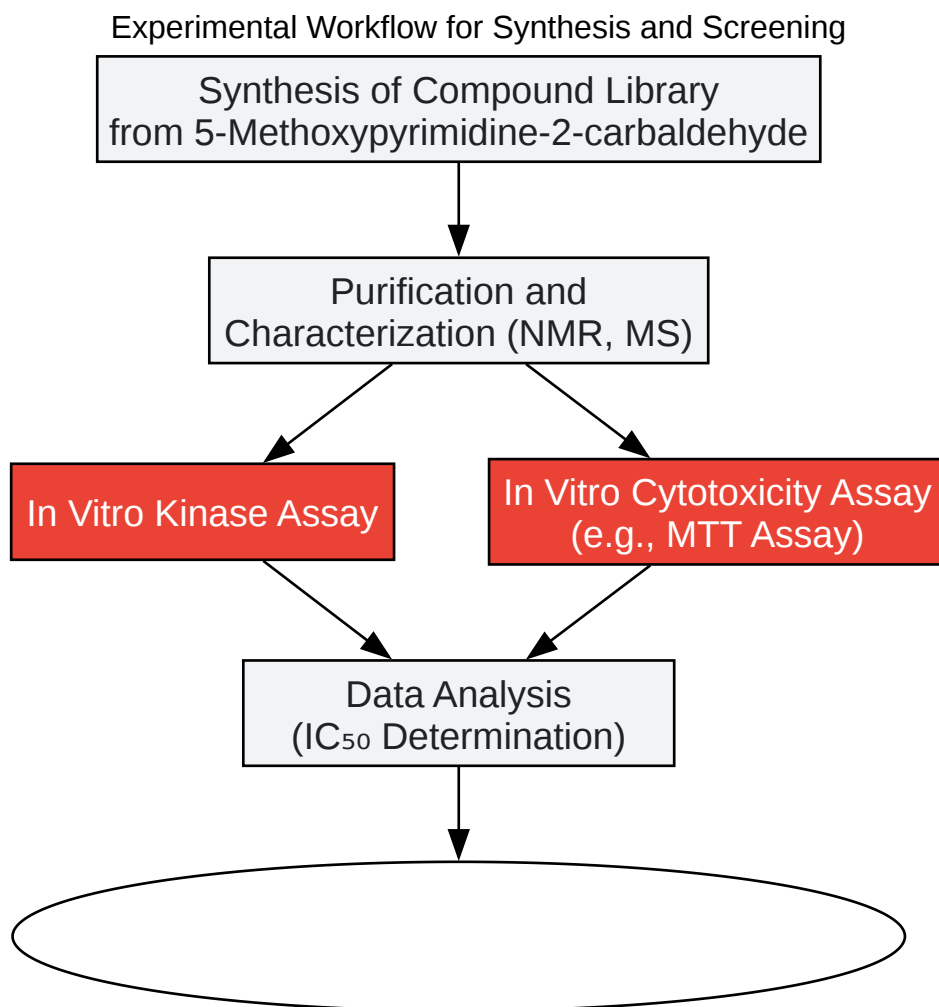 Experimental Workflow for Synthesis and Screening
Synthesis of Compound Library
from 5-Methoxypyrimidine-2-carbaldehyde
Purification and
Characterization (NMR, MS)
In Vitro Kinase Assay
In Vitro Cytotoxicity Assay
(e.g., MTT Assay)
Data Analysis
(IC₅₀ Determination)